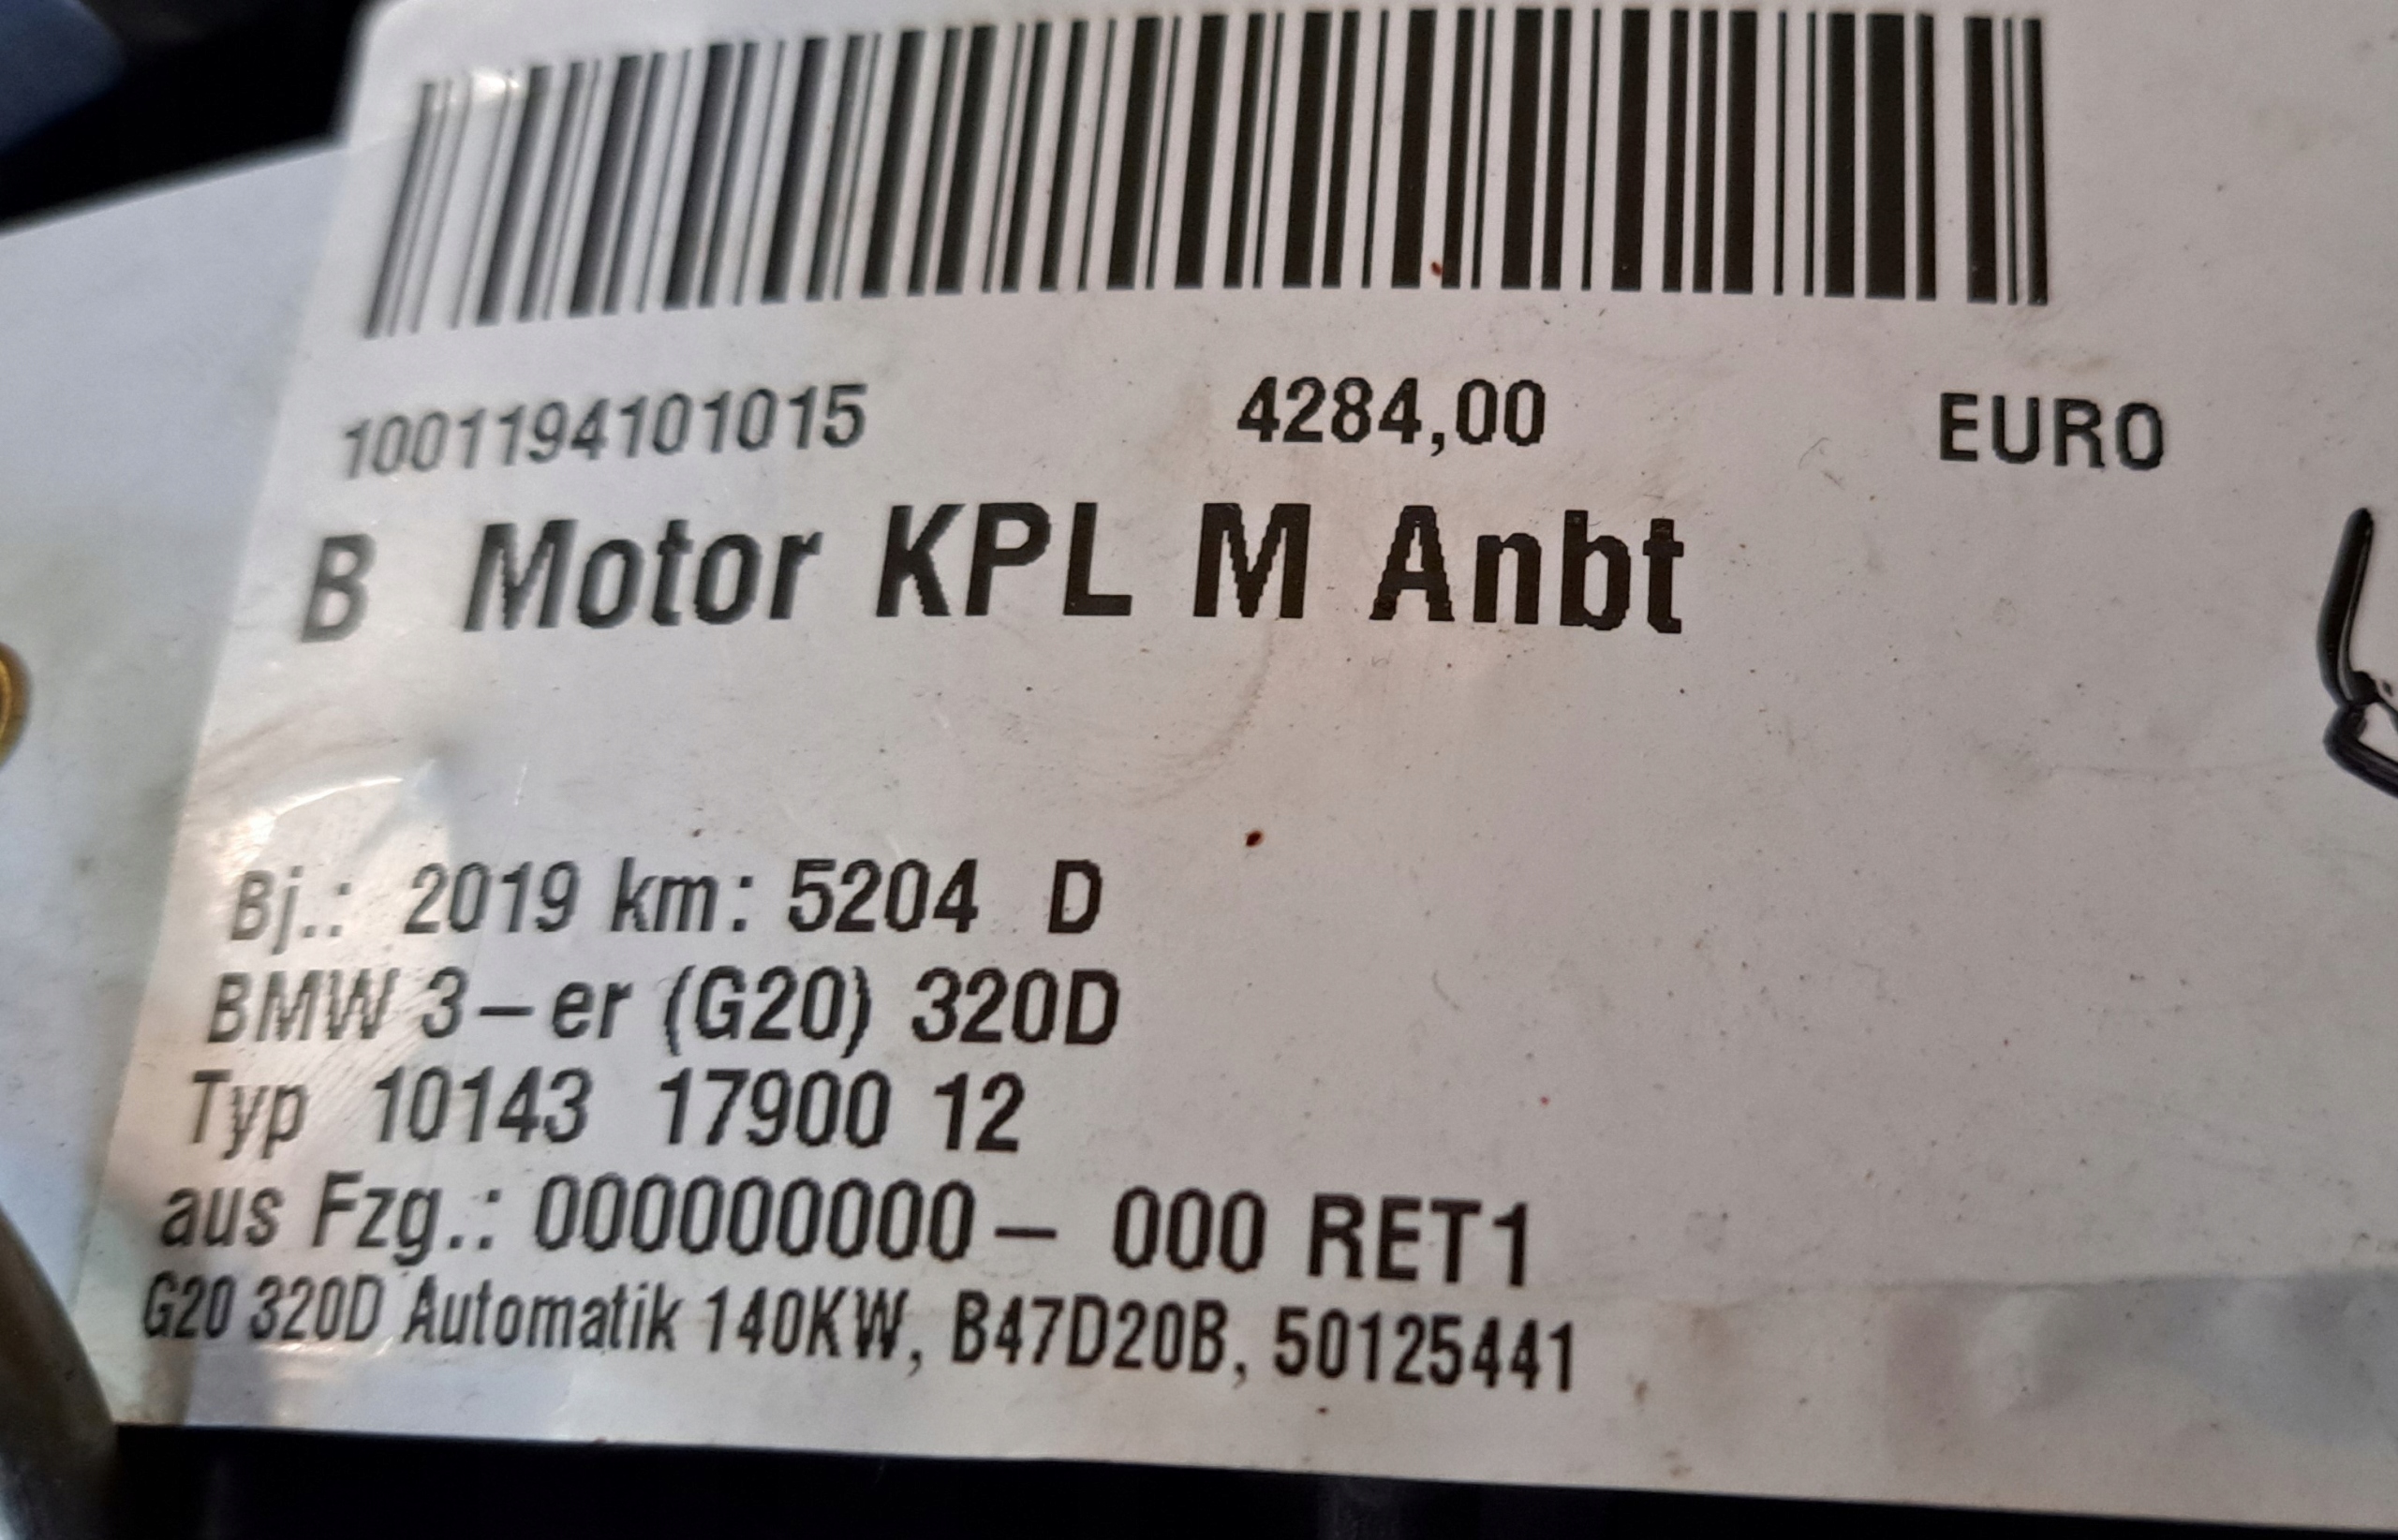 1001194101015 4284,00 EURO
B Motor KPL M Anbt
Bj.: 2019 km: 5204 D
BMW 3-er (G20) 320D
Typ 10143 17900 12
aus Fzg.: 000000000- 000 RET1
G20 320D Automatik 140KW, B47D20B, 50125441